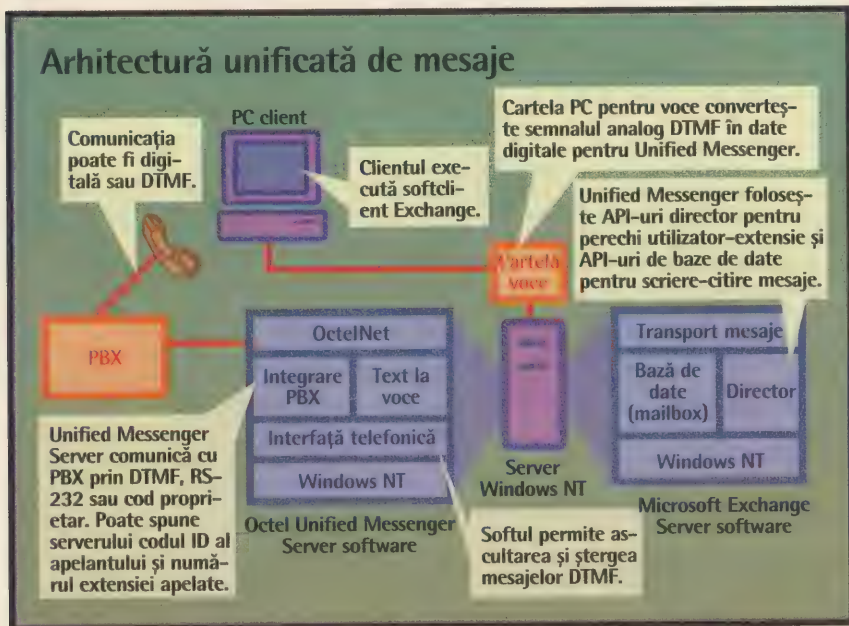 Arhitectură unificată de mesaje
PC client
Comunicația
poate fi digi-
tală sau DTMF.
Clientul exe-
cută softcli-
ent Exchange.
Cartela PC pentru voce converteș-
te semnalul analog DTMF în date
digitale pentru Unified Messenger.
Unified Messenger foloseș-
te API-uri director pentru
perechi utilizator-extensie și
API-uri de baze de date
pentru scriere-citire mesaje.
Cartelă
voce
PBX
OctelNet
Integrare
PBX
Text la
voce
Interfață telefonică
Windows NT
Octel Unified Messenger
Server software
Server
Windows NT
Transport mesaje
Bază de
date
(mailbox)
Director
Windows NT
Microsoft Exchange
Server software
Unified Messenger
Server comunică cu
PBX prin DTMF, RS-
232 sau cod propri-
etar. Poate spune
serverului codul ID al
apelantului și numă-
rul extensiei apelate.
Softul permite as-
cultarea și ștergea
mesajelor DTMF.